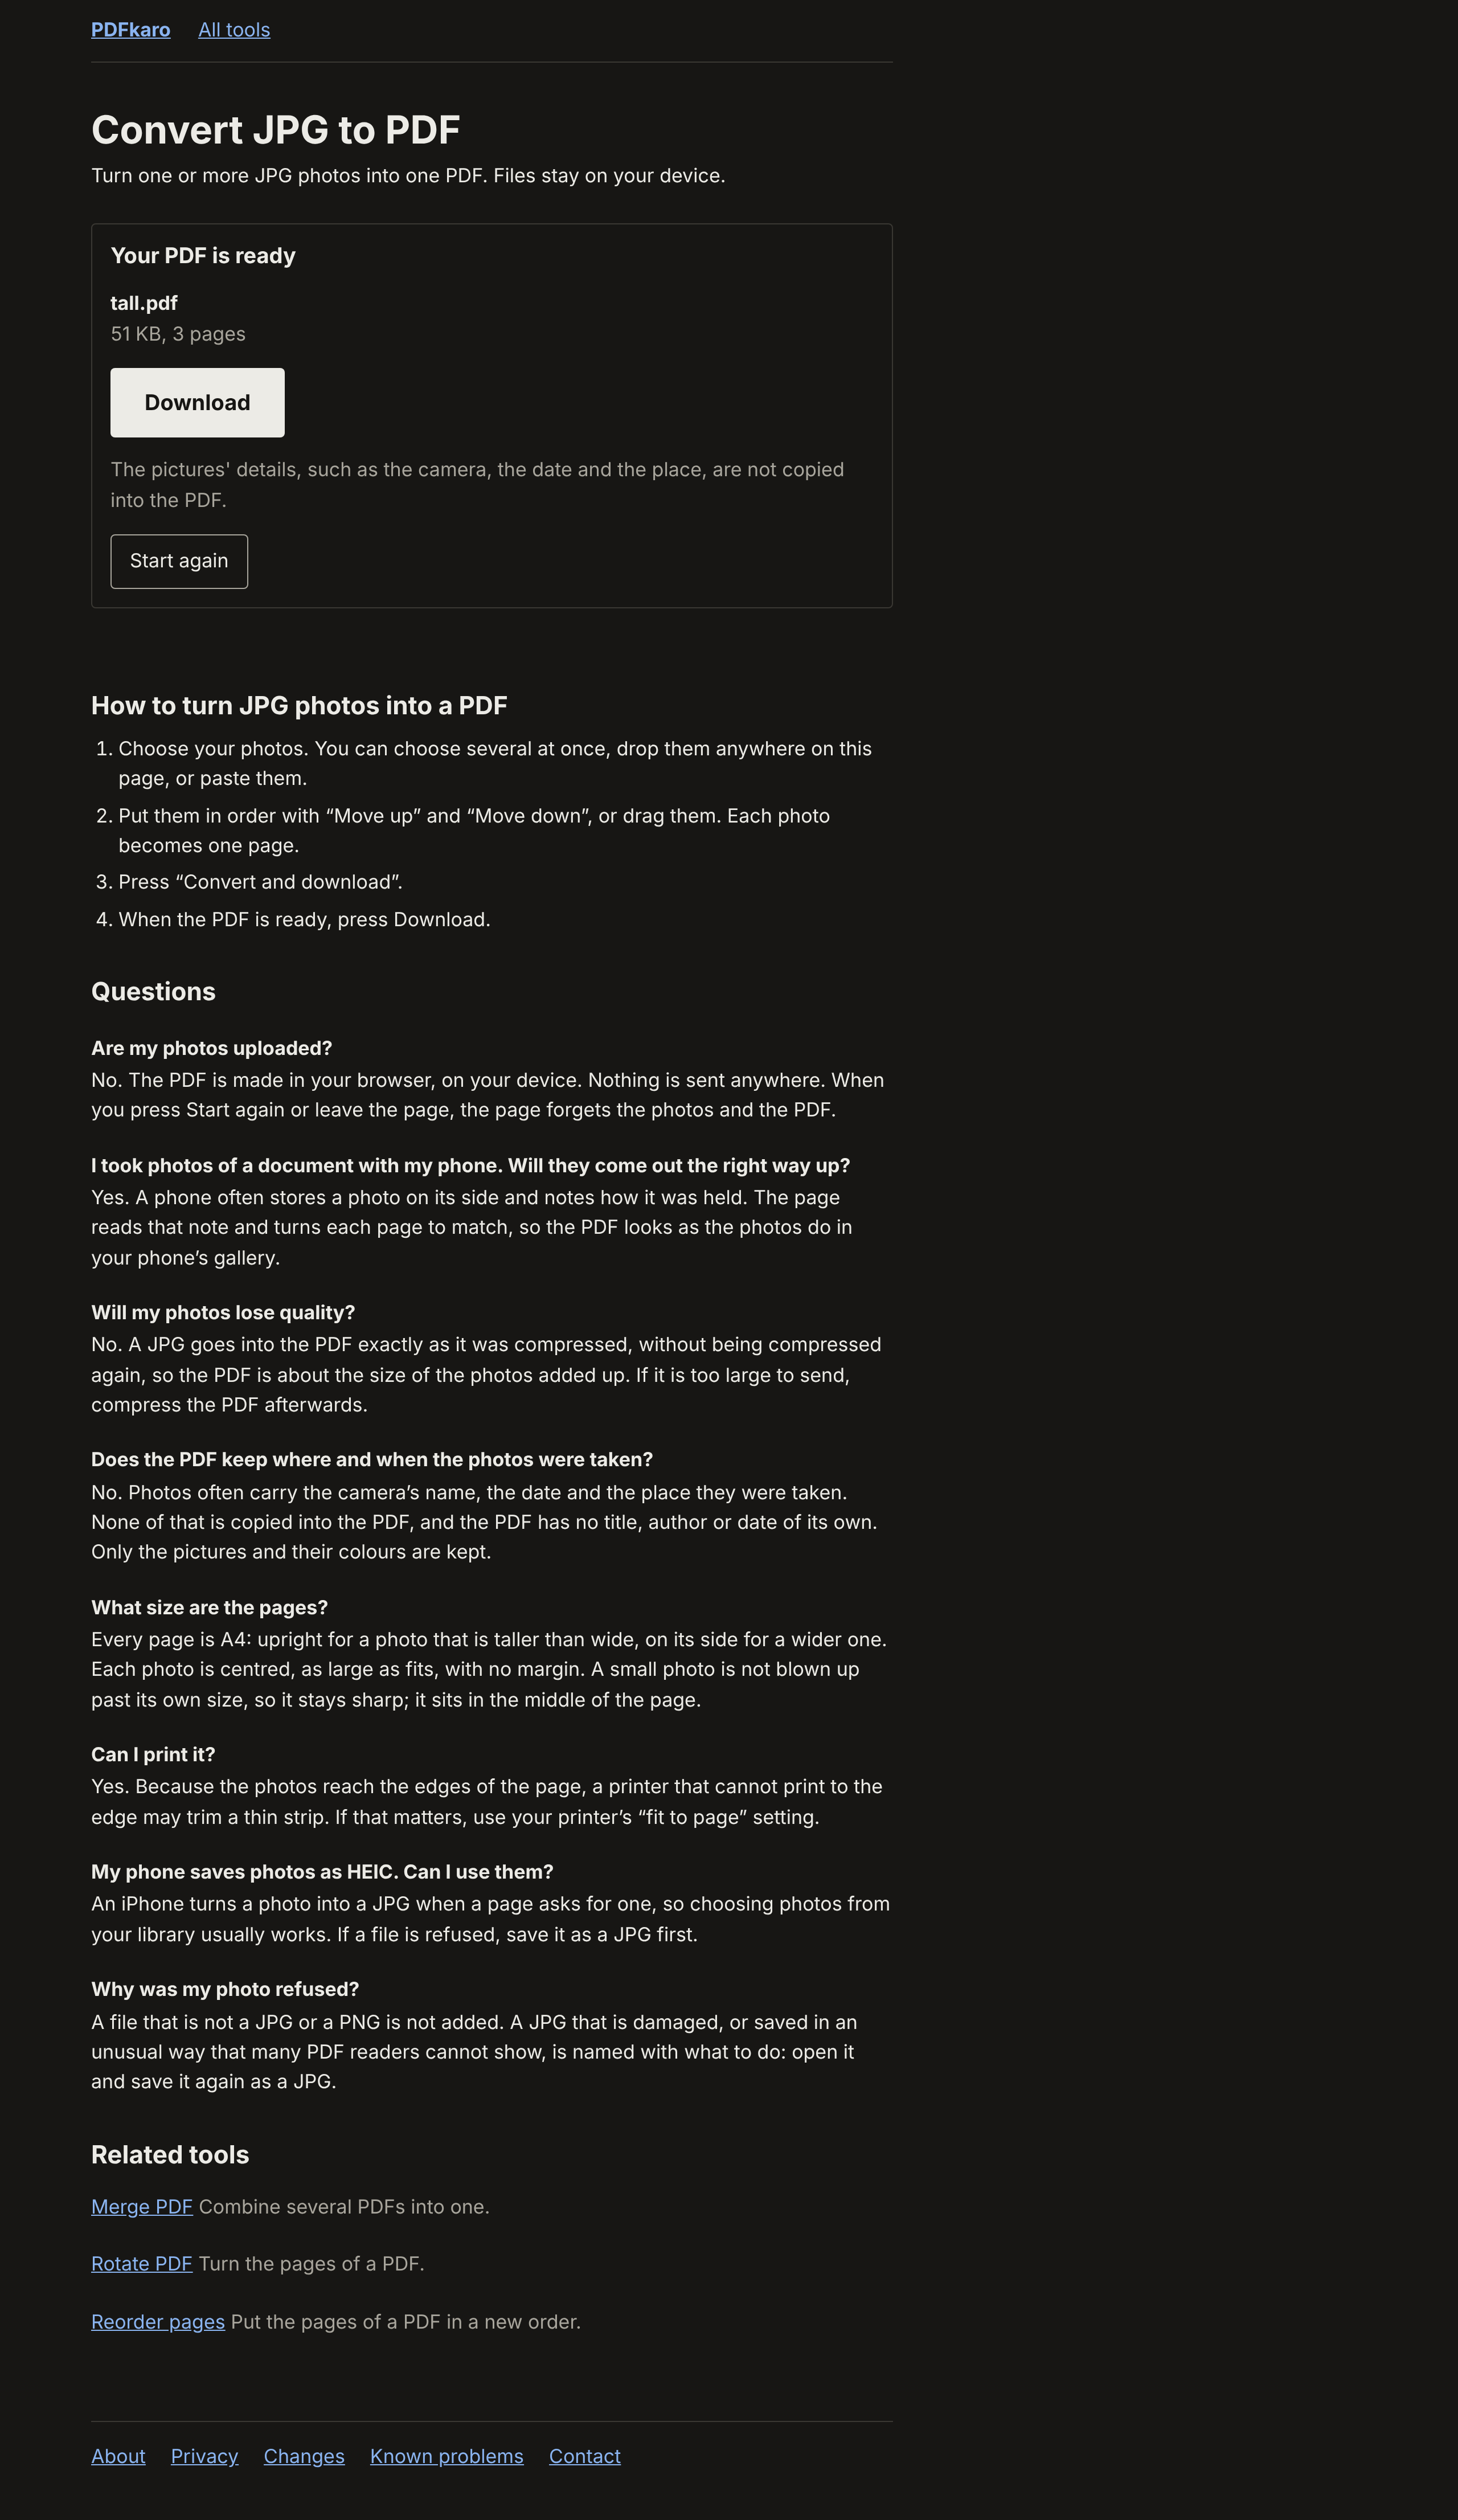 PDFkaro All tools
Convert JPG to PDF
Turn one or more JPG photos into one PDF. Files stay on your device.
Your PDF is ready
tall.pdf
51 KB, 3 pages
Download
The pictures' details, such as the camera, the date and the place, are not copied
into the PDF.
Start again
How to turn JPG photos into a PDF
1. Choose your photos. You can choose several at once, drop them anywhere on this
page, or paste them.
2. Put them in order with “Move up” and “Move down”, or drag them. Each photo
becomes one page.
3. Press “Convert and download”.
4. When the PDF is ready, press Download.
Questions
Are my photos uploaded?
No. The PDF is made in your browser, on your device. Nothing is sent anywhere. When
you press Start again or leave the page, the page forgets the photos and the PDF.
I took photos of a document with my phone. Will they come out the right way up?
Yes. A phone often stores a photo on its side and notes how it was held. The page
reads that note and turns each page to match, so the PDF looks as the photos do in
your phone’s gallery.
Will my photos lose quality?
No. A JPG goes into the PDF exactly as it was compressed, without being compressed
again, so the PDF is about the size of the photos added up. If it is too large to send,
compress the PDF afterwards.
Does the PDF keep where and when the photos were taken?
No. Photos often carry the camera’s name, the date and the place they were taken.
None of that is copied into the PDF, and the PDF has no title, author or date of its own.
Only the pictures and their colours are kept.
What size are the pages?
Every page is A4: upright for a photo that is taller than wide, on its side for a wider one.
Each photo is centred, as large as fits, with no margin. A small photo is not blown up
past its own size, so it stays sharp; it sits in the middle of the page.
Can I print it?
Yes. Because the photos reach the edges of the page, a printer that cannot print to the
edge may trim a thin strip. If that matters, use your printer’s “fit to page” setting.
My phone saves photos as HEIC. Can I use them?
An iPhone turns a photo into a JPG when a page asks for one, so choosing photos from
your library usually works. If a file is refused, save it as a JPG first.
Why was my photo refused?
A file that is not a JPG or a PNG is not added. A JPG that is damaged, or saved in an
unusual way that many PDF readers cannot show, is named with what to do: open it
and save it again as a JPG.
Related tools
Merge PDF Combine several PDFs into one.
Rotate PDF Turn the pages of a PDF.
Reorder pages Put the pages of a PDF in a new order.
About Privacy Changes Known problems Contact